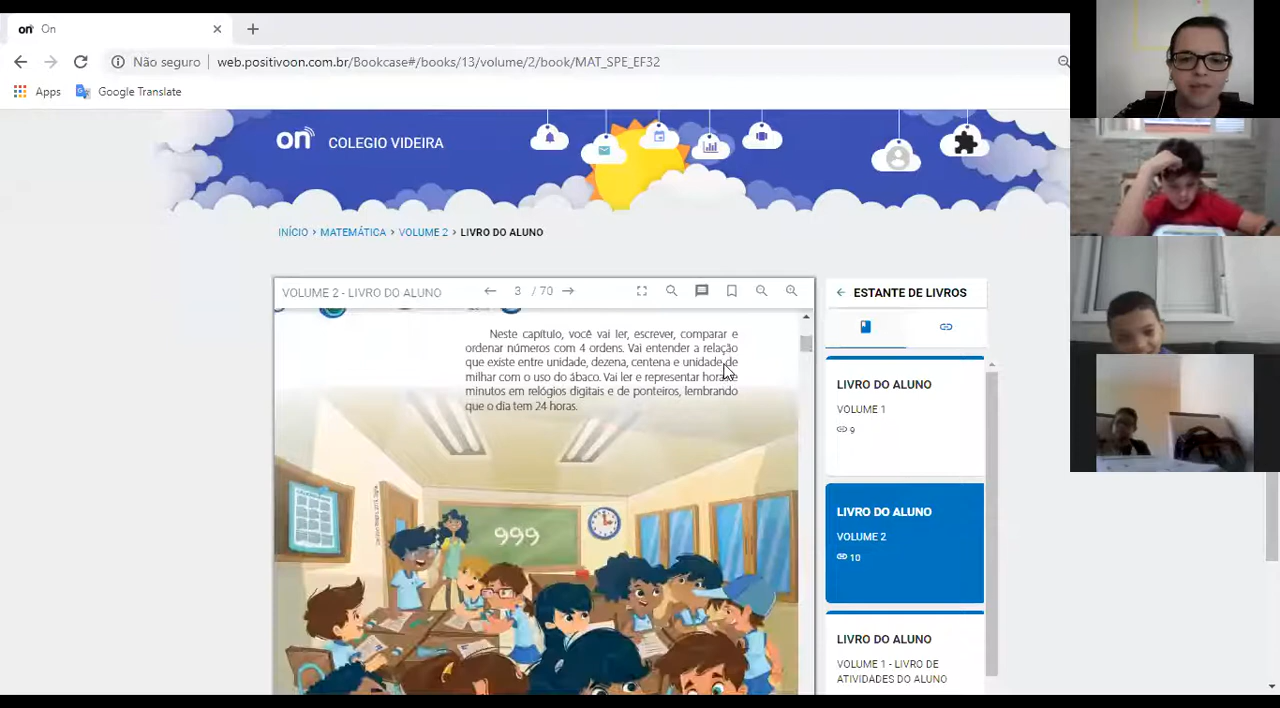 on On
Não seguro web.positivoon.com.br/Bookcase#/books/13/volume/2/book/MAT_SPE_EF32
Apps Google Translate
on COLEGIO VIDEIRA
INÍCIO > MATEMÁTICA > VOLUME 2 > LIVRO DO ALUNO
VOLUME 2 - LIVRO DO ALUNO 3 / 70
Neste capítulo, você vai ler, escrever, comparar e
ordenar números com 4 ordens. Vai entender a relação
que existe entre unidade, dezena, centena e unidade de
milhar com o uso do ábaco. Vai ler e representar horas e
minutos em relógios digitais e de ponteiros, lembrando
que o dia tem 24 horas.
999
ESTANTE DE LIVROS
LIVRO DO ALUNO
VOLUME 1
9
LIVRO DO ALUNO
VOLUME 2
10
LIVRO DO ALUNO
VOLUME 1 - LIVRO DE
ATIVIDADES DO ALUNO